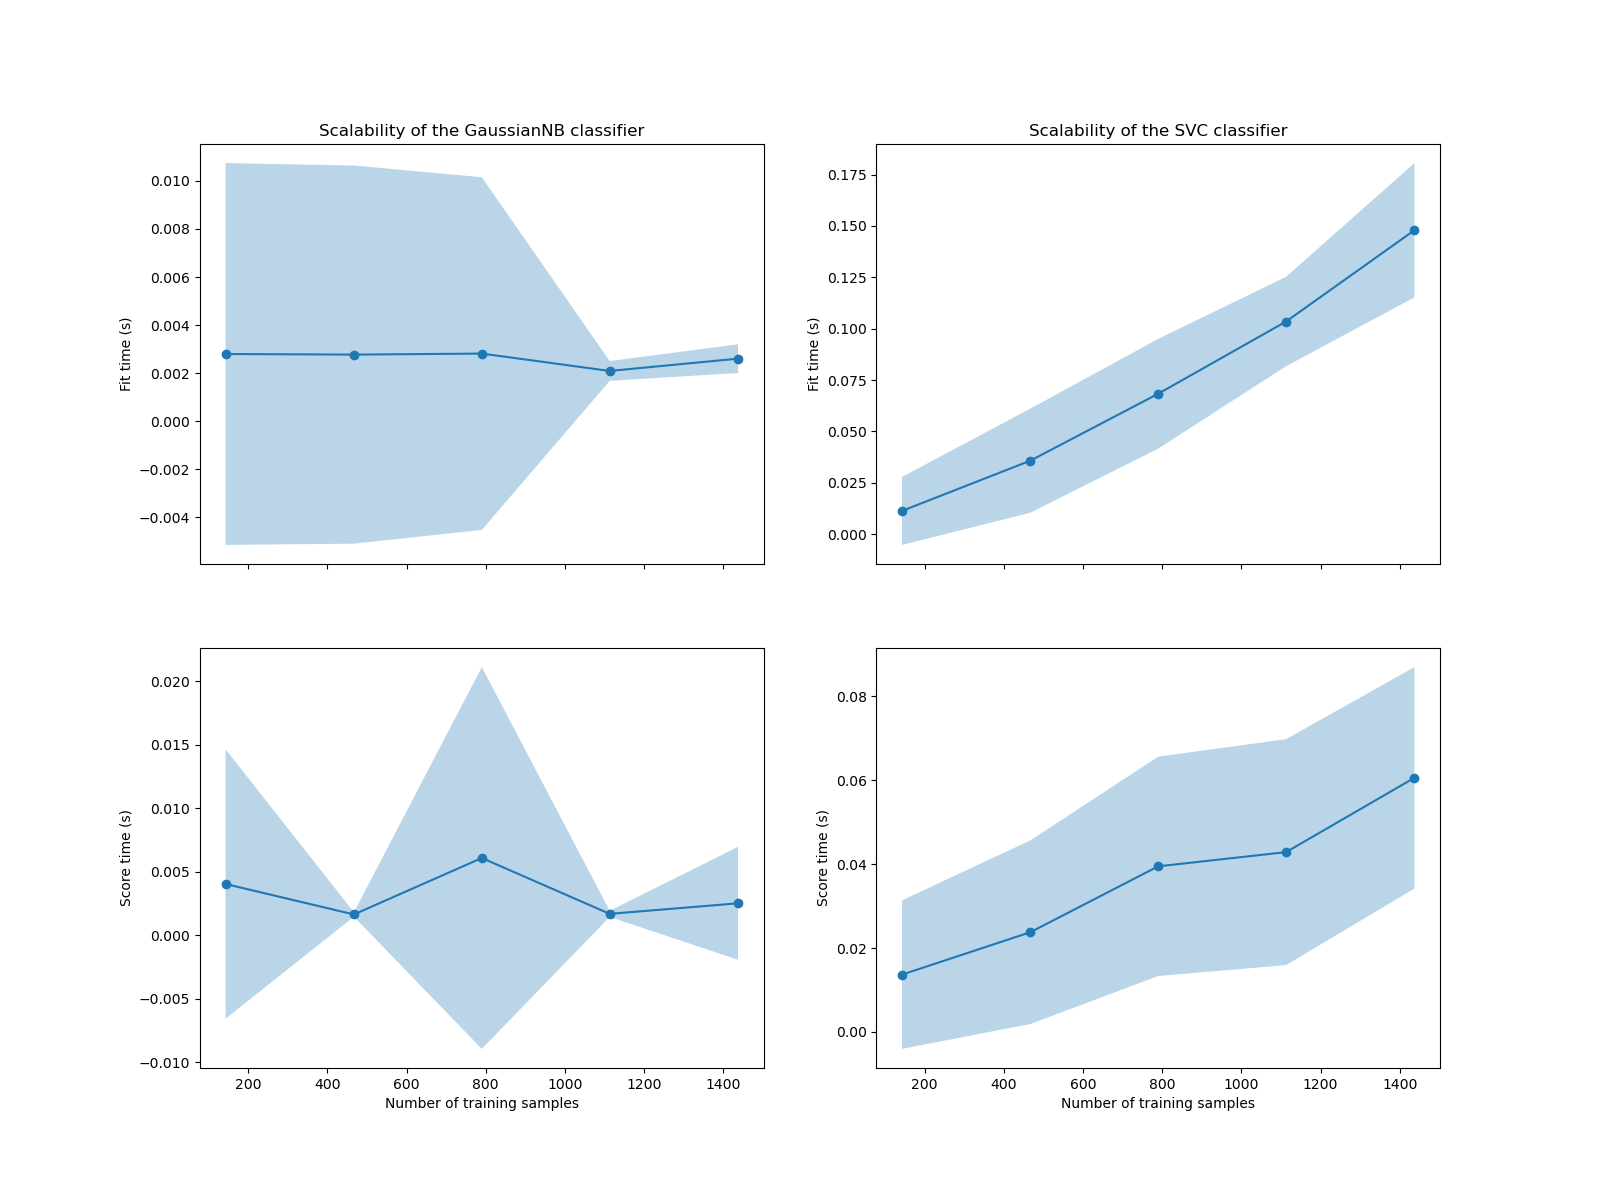 Scalability of the GaussianNB classifier
0.010
0.008
0.006
0.004
0.002
0.000
−0.002
−0.004
Fit time (s)
Scalability of the SVC classifier
0.175
0.150
0.125
0.100
0.075
0.050
0.025
0.000
Fit time (s)
0.020
0.015
0.010
0.005
0.000
−0.005
−0.010
Score time (s)
200 400 600 800 1000 1200 1400
Number of training samples
0.08
0.06
0.04
0.02
0.00
Score time (s)
200 400 600 800 1000 1200 1400
Number of training samples